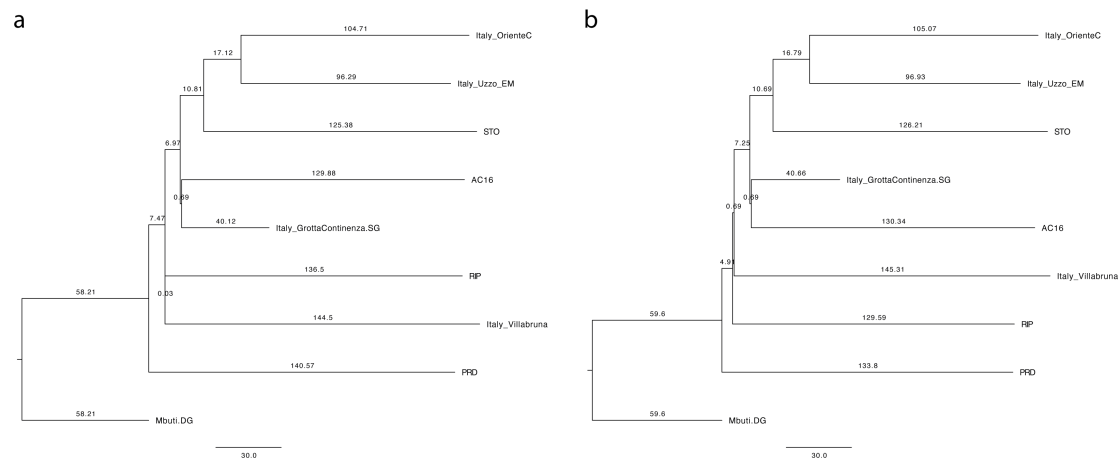 a
104.71
Italy_OrienteC
17.12
96.29
Italy_Uzzo_EM
10.81
125.38
STO
6.97
129.88
AC16
0.69
40.12
Italy_GrottaContinenza.SG
7.47
136.5
RIP
0.03
144.5
Italy_Villabruna
58.21
140.57
PRD
58.21
Mbuti.DG
30.0
b
105.07
Italy_OrienteC
16.79
96.93
Italy_Uzzo_EM
10.69
126.21
STO
7.25
40.66
Italy_GrottaContinenza.SG
0.69
0.69
130.34
AC16
4.91
145.31
Italy_Villabruna
59.6
129.59
RIP
133.8
PRD
59.6
Mbuti.DG
30.0